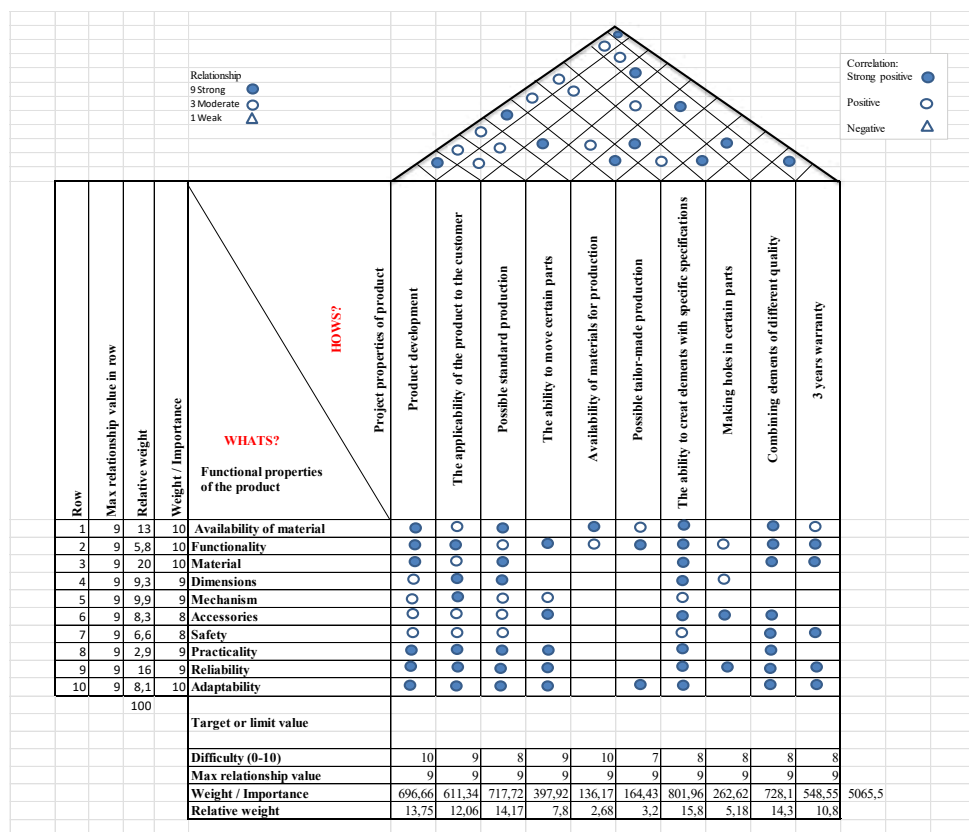 Relationship
9 Strong
3 Moderate
1 Weak
Correlation:
Strong positive
Positive
Negative
Row
Max relationship value in row
Relative weight
Weight / Importance
WHATS?
Functional properties
of the product
HOWS?
Project properties of product
Product development
The applicability of the product to the customer
Possible standard production
The ability to move certain parts
Availability of materials for production
Possible tailor-made production
The ability to creat elements with specific specifications
Making holes in certain parts
Combining elements of different quality
3 years warranty
1 9 13 10 Availability of material
2 9 5,8 10 Functionality
3 9 20 10 Material
4 9 9,3 9 Dimensions
5 9 9,9 9 Mechanism
6 9 8,3 8 Accessories
7 9 6,6 8 Safety
8 9 2,9 9 Practicality
9 9 16 9 Reliability
10 9 8,1 10 Adaptability
100
Target or limit value
Difficulty (0-10) 10 9 8 9 10 7 8 8 8 8
Max relationship value 9 9 9 9 9 9 9 9 9 9
Weight / Importance 696,66 611,34 717,72 397,92 136,17 164,43 801,96 262,62 728,1 548,55 5065,5
Relative weight 13,75 12,06 14,17 7,8 2,68 3,2 15,8 5,18 14,3 10,8